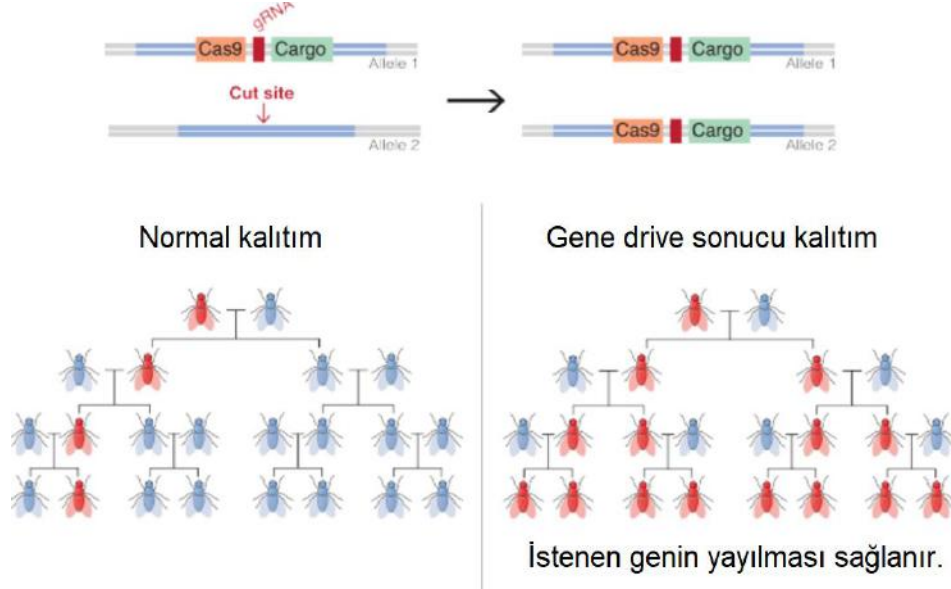 gRNA
Cas9 Cargo Cas9 Cargo
Allele 1 Allele 1
Cut site
Cas9 Cargo
Allele 2 Allele 2
Normal kalıtım Gene drive sonucu kalıtım
İstenen genin yayılması sağlanır.